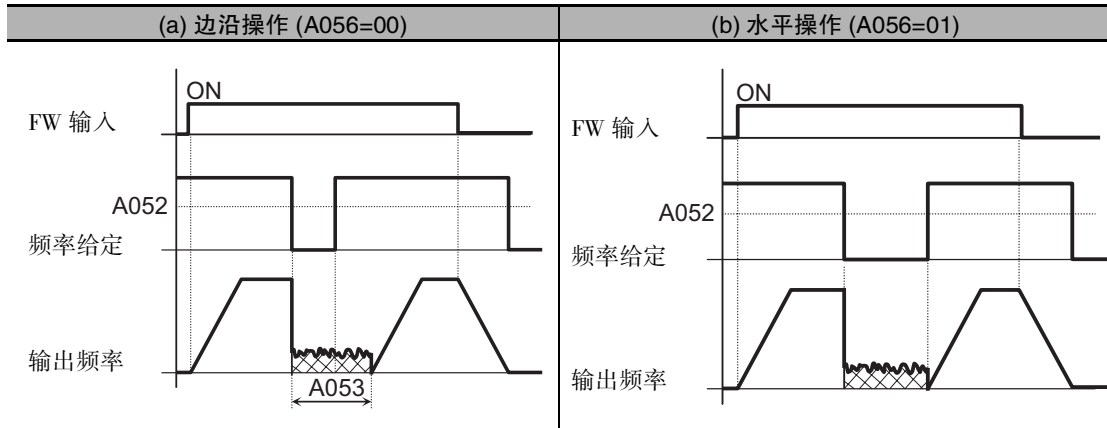 (a) 边沿操作 (A056=00)
(b) 水平操作 (A056=01)
ON
FW 输入
A052
频率给定
输出频率
A053
ON
FW 输入
A052
频率给定
输出频率